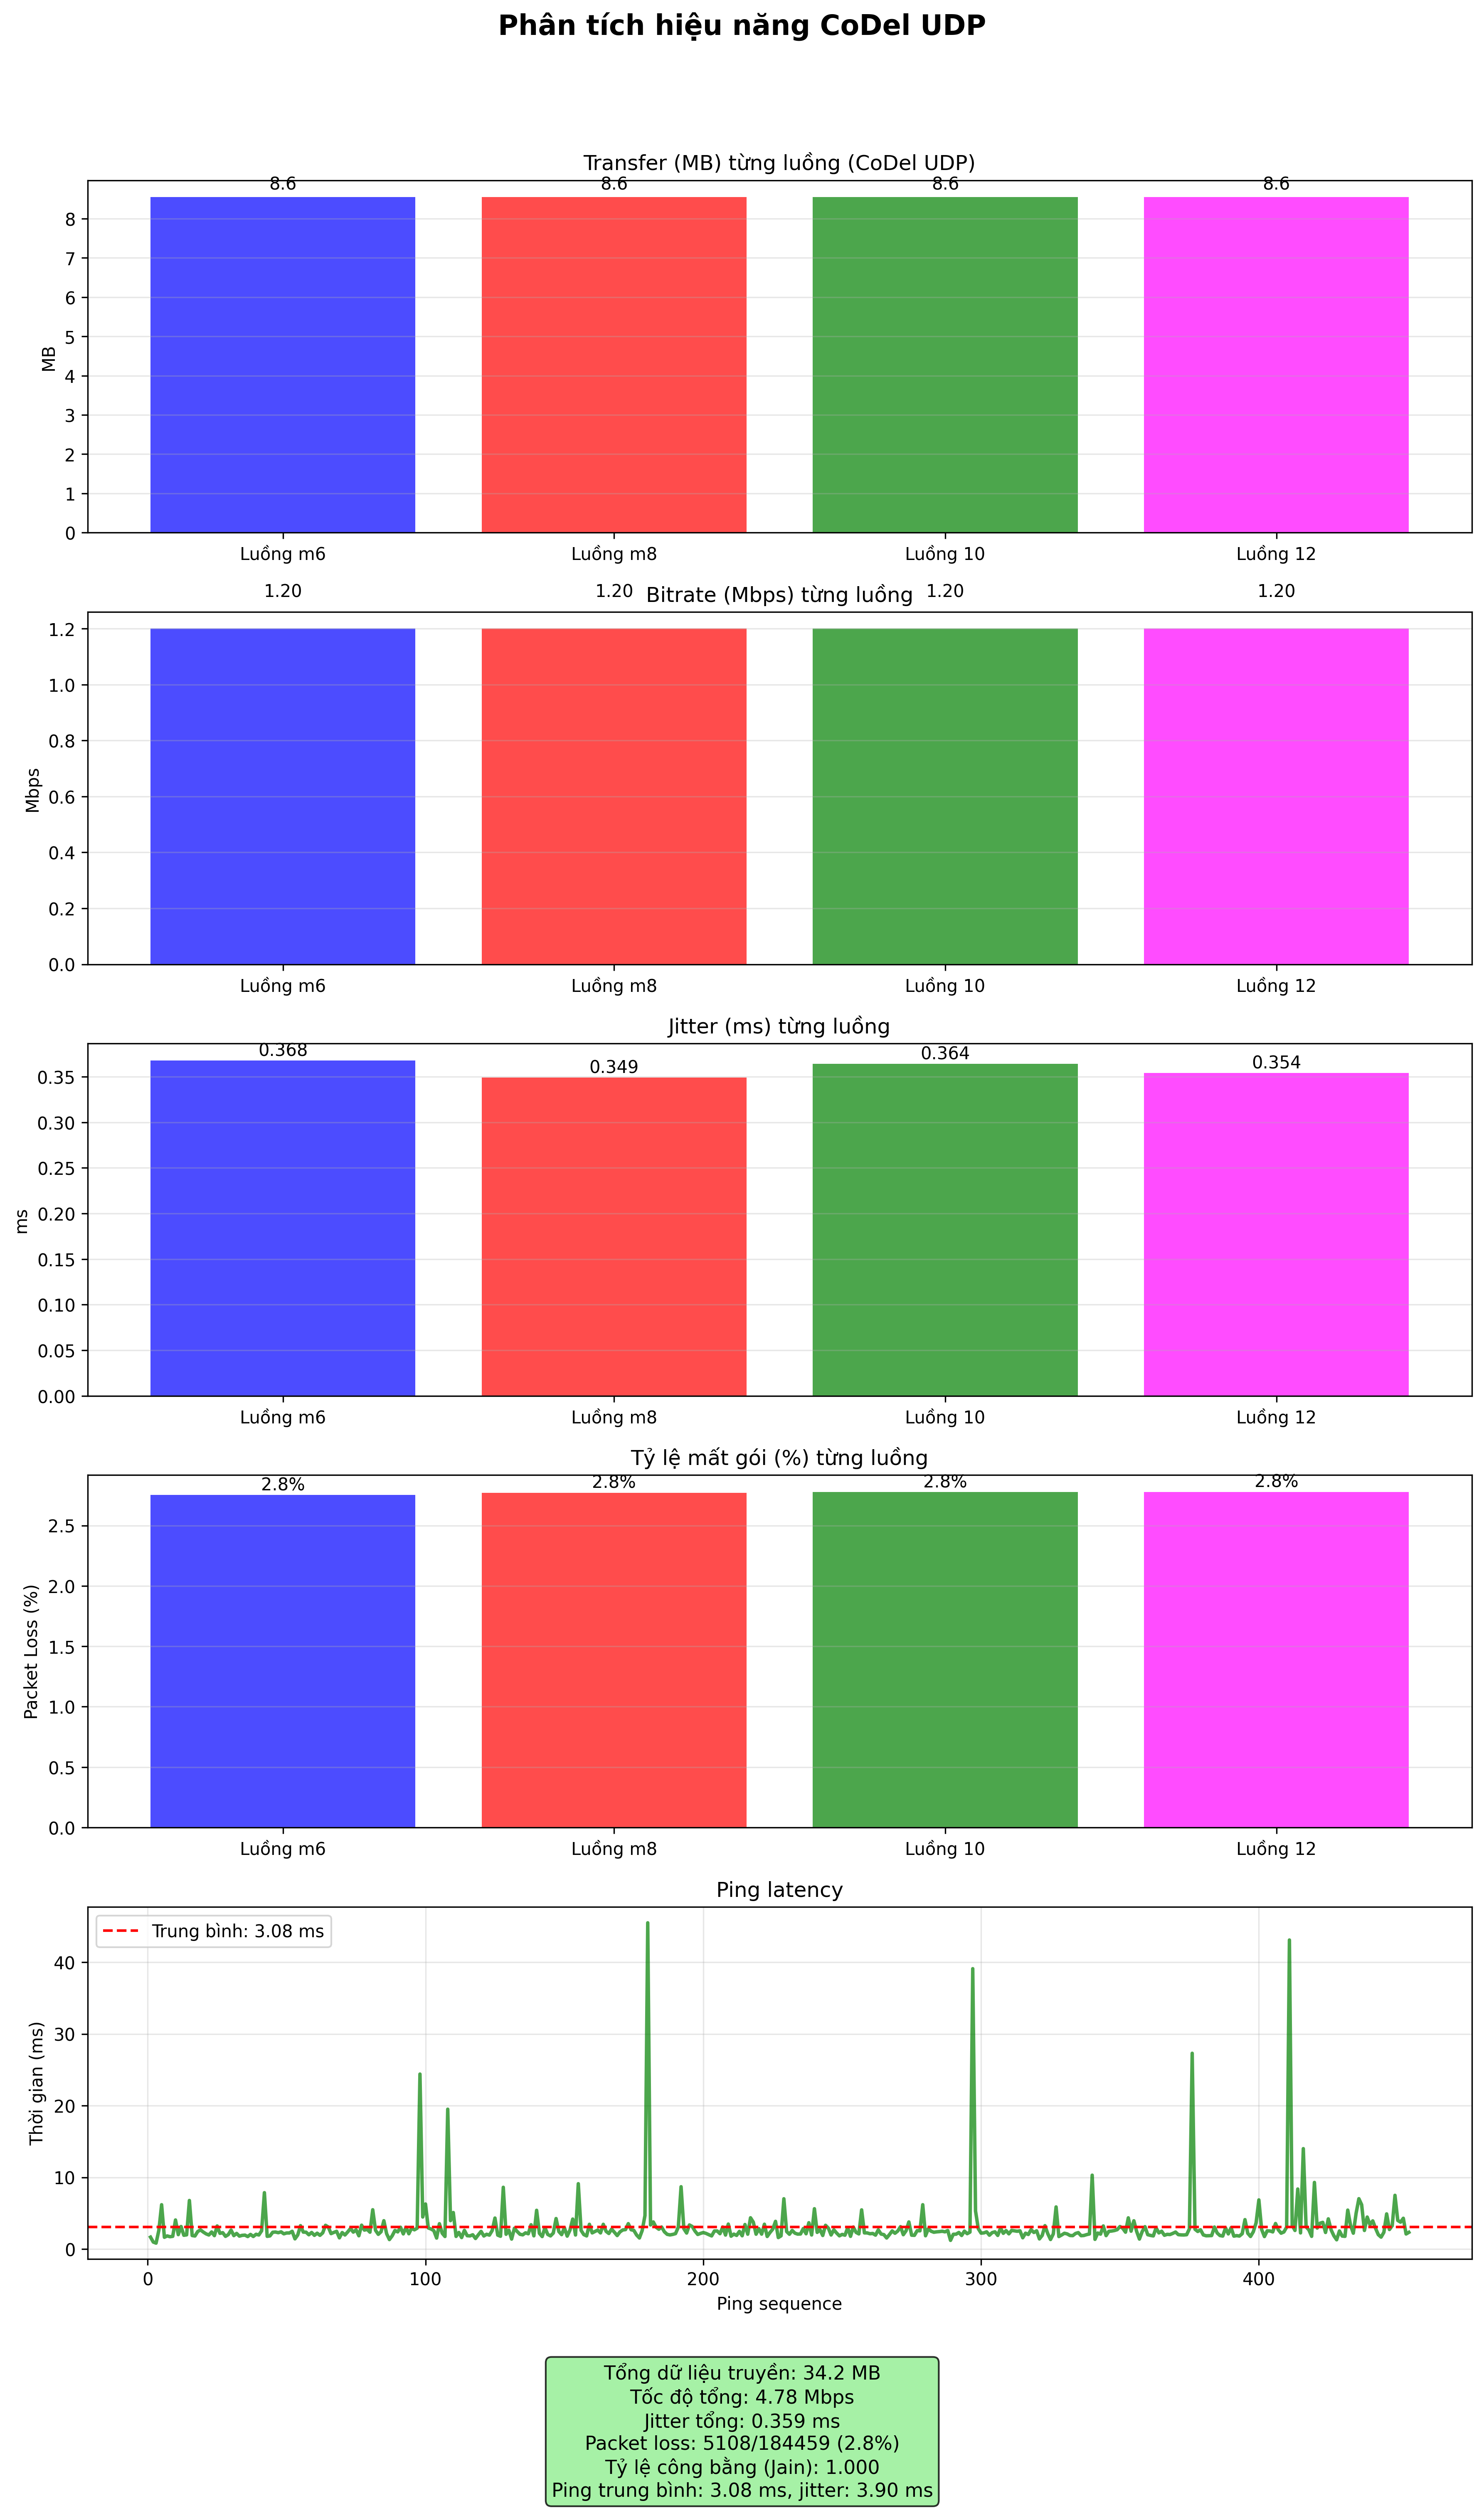 Phân tích hiệu năng CoDel UDP
Transfer (MB) từng luồng (CoDel UDP)
8.6 8.6 8.6 8.6
8
7
6
5
4
3
2
1
0
MB
Luồng m6 Luồng m8 Luồng 10 Luồng 12
Bitrate (Mbps) từng luồng
1.20 1.20 1.20 1.20
1.2
1.0
0.8
0.6
0.4
0.2
0.0
Mbps
Luồng m6 Luồng m8 Luồng 10 Luồng 12
Jitter (ms) từng luồng
0.368 0.349 0.364 0.354
0.35
0.30
0.25
0.20
0.15
0.10
0.05
0.00
ms
Luồng m6 Luồng m8 Luồng 10 Luồng 12
Tỷ lệ mất gói (%) từng luồng
2.8% 2.8% 2.8% 2.8%
2.5
2.0
1.5
1.0
0.5
0.0
Packet Loss (%)
Luồng m6 Luồng m8 Luồng 10 Luồng 12
Ping latency
Trung bình: 3.08 ms
40
30
20
10
0
Thời gian (ms)
0 100 200 300 400
Ping sequence
Tổng dữ liệu truyền: 34.2 MB
Tốc độ tổng: 4.78 Mbps
Jitter tổng: 0.359 ms
Packet loss: 5108/184459 (2.8%)
Tỷ lệ công bằng (Jain): 1.000
Ping trung bình: 3.08 ms, jitter: 3.90 ms